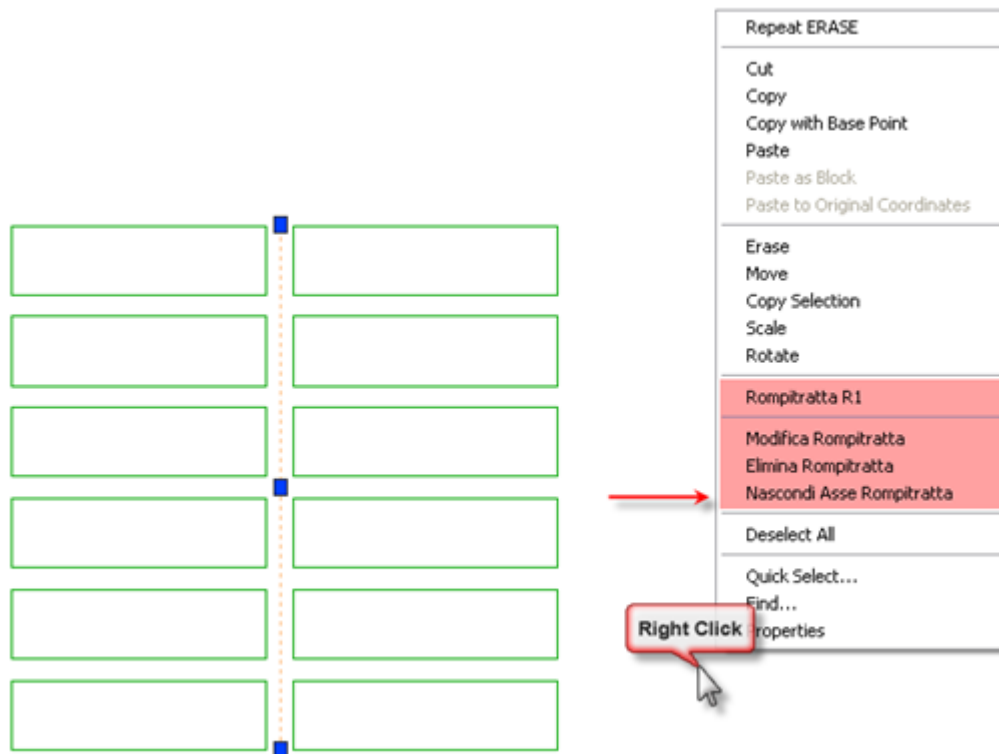 Repeat ERASE
Cut
Copy
Copy with Base Point
Paste
Paste as Block
Paste to Original Coordinates
Erase
Move
Copy Selection
Scale
Rotate
Rompitratta R1
Modifica Rompitratta
Elimina Rompitratta
Nascondi Asse Rompitratta
Deselect All
Quick Select...
Find...
Right Click
Properties